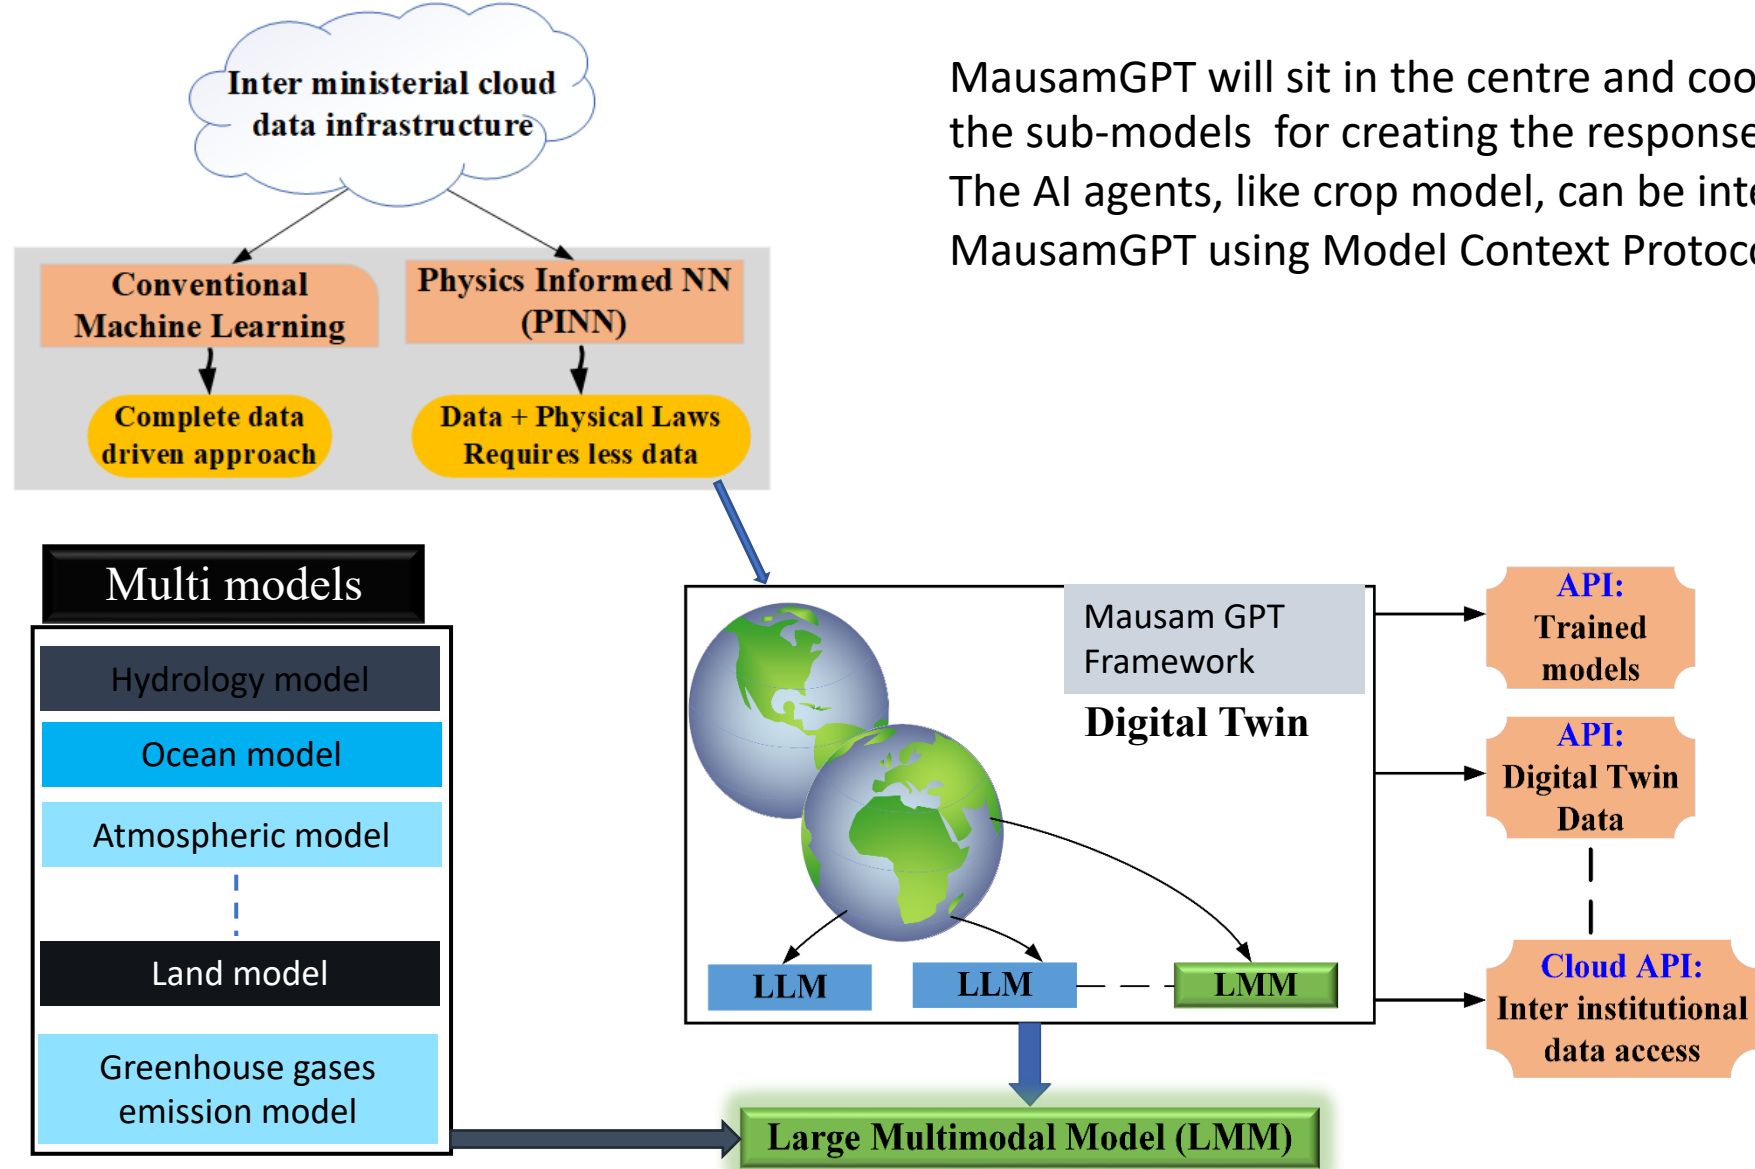 Inter ministerial cloud
data infrastructure
MausamGPT will sit in the centre and
the sub-models for creating the
The AI agents, like crop model, can be
MausamGPT using Model Context
Conventional
Machine Learning
Physics Informed NN
(PINN)
Complete data
driven approach
Data + Physical Laws
Requires less data
Multi models
Hydrology model
Ocean model
Atmospheric model
Land model
Greenhouse gases
emission model
Mausam GPT
Framework
Digital Twin
LLM
LLM
LMM
API:
Trained
models
API:
Digital Twin
Data
Cloud API:
Inter institutional
data access
Large Multimodal Model (LMM)